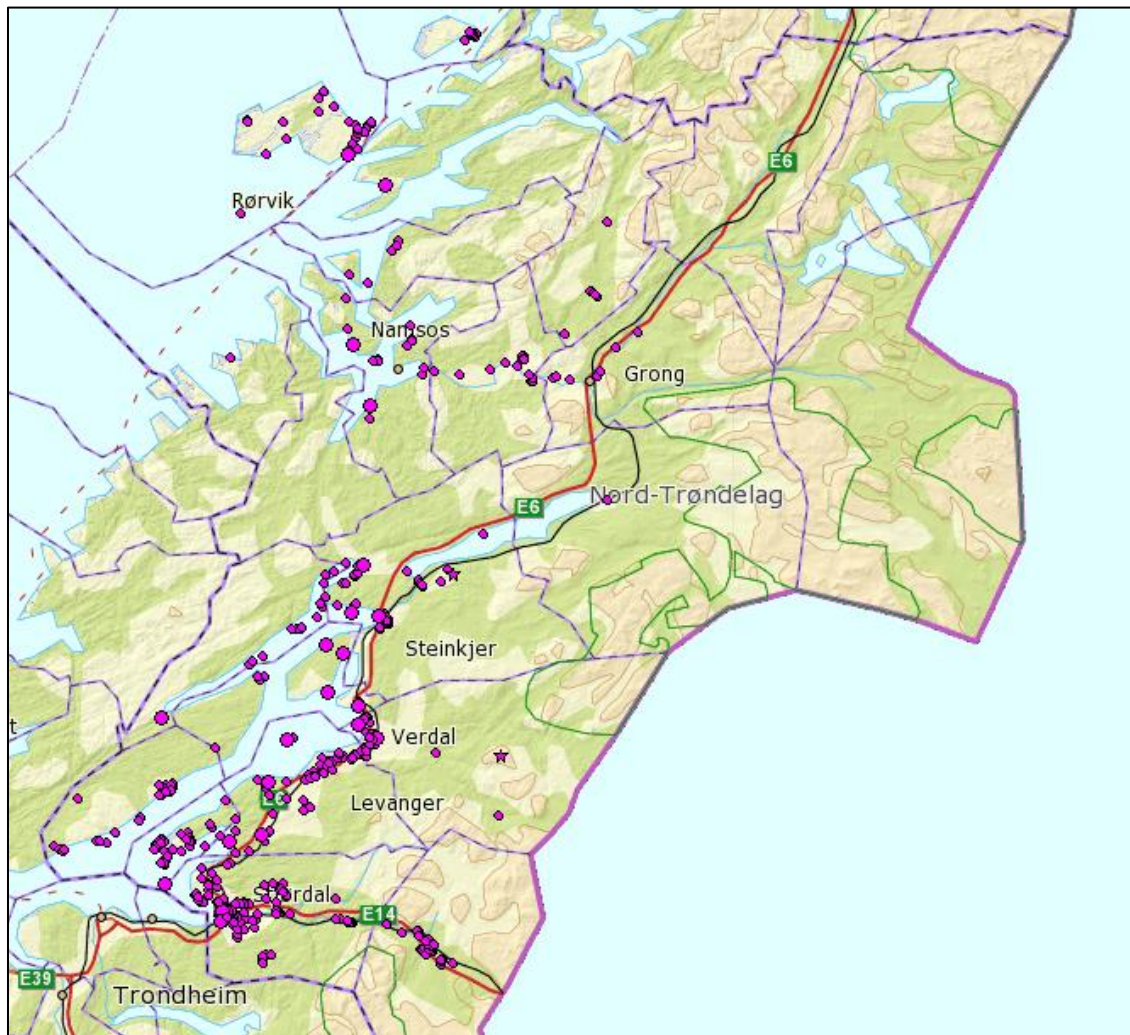 E6
Rørvik
Namsos
Grong
Nord-Trøndelag
E6
Steinkjer
t
Verdal
Levanger
E6
Stjørdal
E14
E39
Trondheim